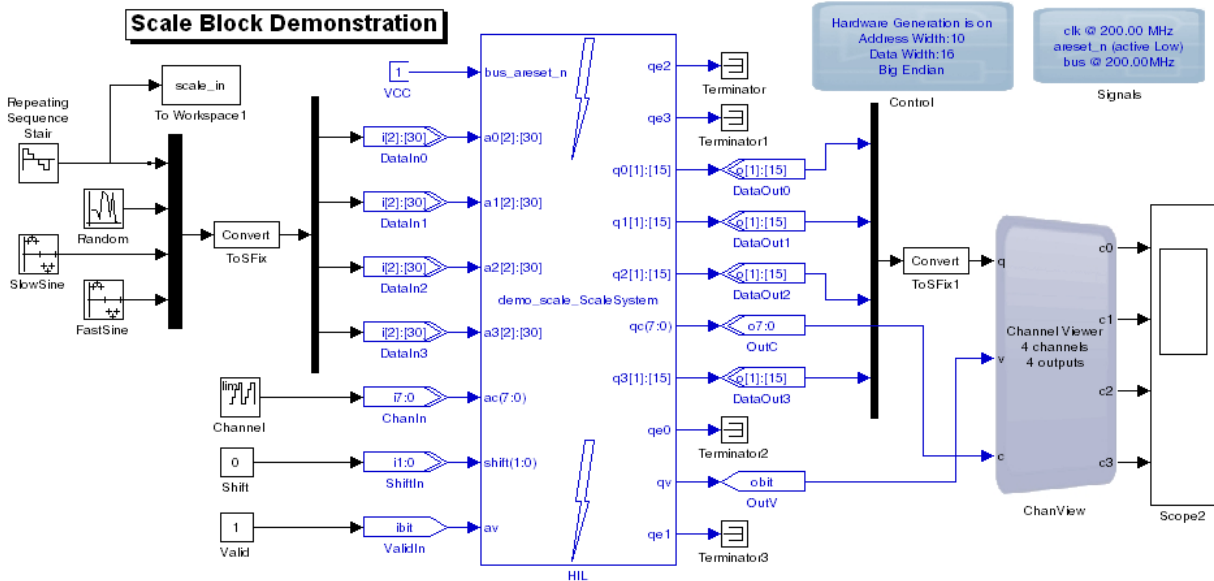 Scale Block Demonstration
Hardware Generation is on
Address Width:10
Data Width:16
Big Endian
Control
clk @ 200.00 MHz
areset_n (active Low)
bus @ 200.00MHz
Signals
Repeating
Sequence
Stair
scale_in
To Workspace1
Random
SlowSine
FastSine
Convert
ToSFix
1
VCC
i[2]:[30]
DataIn0
i[2]:[30]
DataIn1
i[2]:[30]
DataIn2
i[2]:[30]
DataIn3
lim
Channel
i7:0
ChanIn
0
Shift
i1:0
ShiftIn
1
Valid
ibit
ValidIn
bus_areset_n
a0[2]:[30]
a1[2]:[30]
a2[2]:[30]
a3[2]:[30]
ac(7:0)
shift(1:0)
av
demo_scale_ScaleSystem
HIL
qe2
qe3
q0[1]:[15]
q1[1]:[15]
q2[1]:[15]
qc(7:0)
q3[1]:[15]
qe0
qv
qe1
Terminator
Terminator1
o[1]:[15]
DataOut0
o[1]:[15]
DataOut1
o[1]:[15]
DataOut2
o7:0
OutC
o[1]:[15]
DataOut3
Terminator2
obit
OutV
Terminator3
Convert
ToSFix1
q
v
c
Channel Viewer
4 channels
4 outputs
c0
c1
c2
c3
ChanView
Scope2